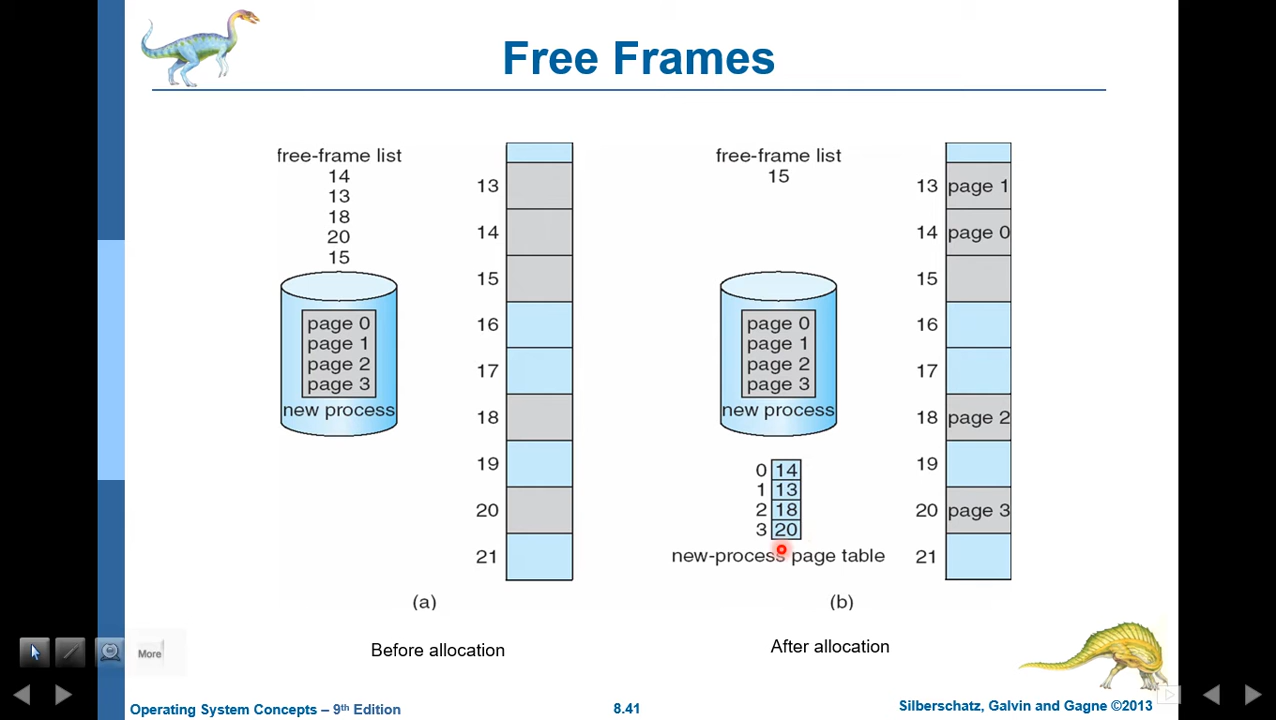 Free Frames
free-frame list
14
13
18
20
15
page 0
page 1
page 2
page 3
new process
13
14
15
16
17
18
19
20
21
(a)
Before allocation
free-frame list
15
page 0
page 1
page 2
page 3
new process
0 14
1 13
2 18
3 20
new-process page table
13 page 1
14 page 0
15
16
17
18 page 2
19
20 page 3
21
(b)
After allocation
More
Operating System Concepts – 9th Edition
8.41
Silberschatz, Galvin and Gagne ©2013